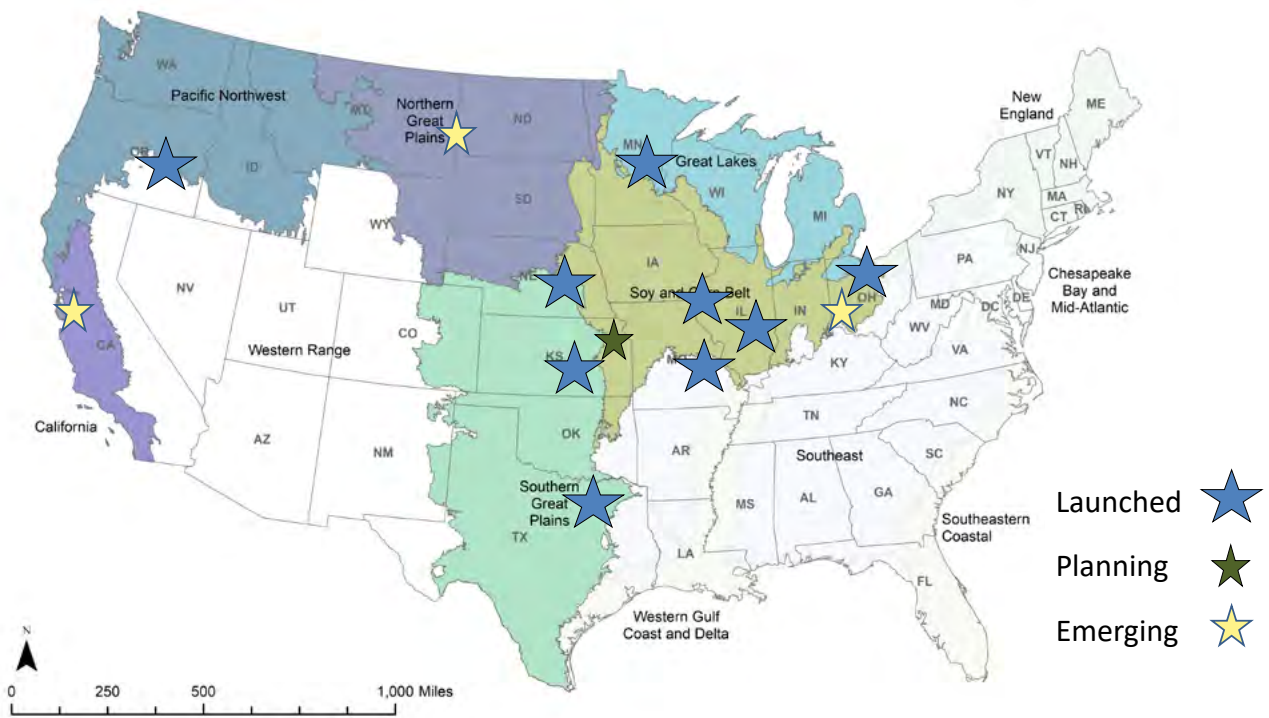 WA
Pacific Northwest
OR
ID
MT
Northern
Great
Plains
ND
SD
WY
MN
Great Lakes
WI
MI
New
England
ME
VT
NH
NY
MA
CT
RI
PA
NJ
NV
UT
CO
Western Range
CA
California
AZ
NM
NE
IA
Soy and Corn Belt
IL
IN
OH
KS
MO
KY
WV
MD
DC
DE
VA
Chesapeake
Bay and
Mid-Atlantic
NC
TN
SC
Southeast
OK
AR
MS
AL
GA
Southern
Great
Plains
TX
LA
FL
Southeastern
Coastal
Western Gulf
Coast and Delta
Launched
Planning
Emerging
N
0 250 500 1,000 Miles